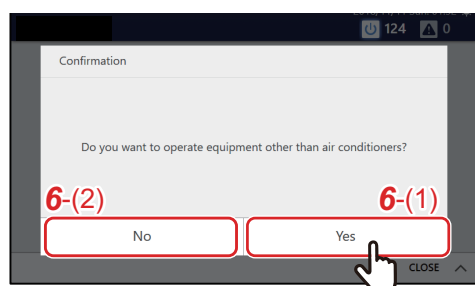 124 0
Confirmation
Do you want to operate equipment other than air conditioners?
6-(2) 6-(1)
No Yes
CLOSE